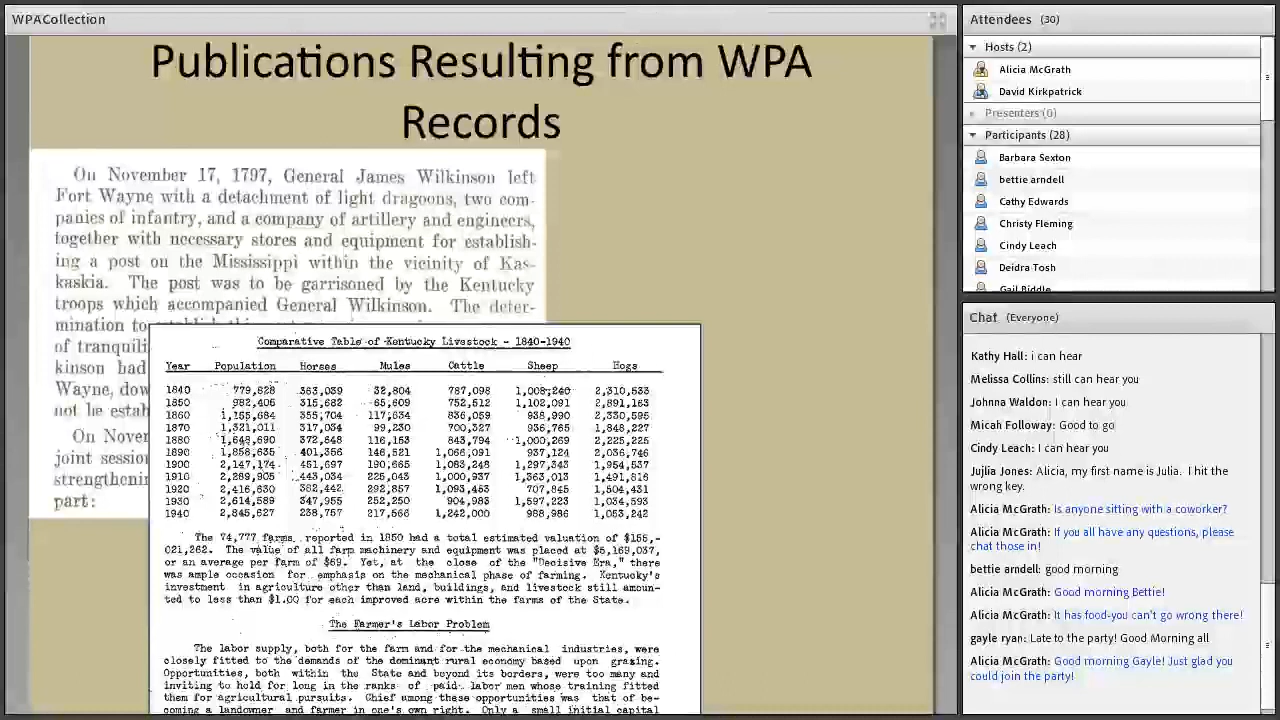 WPACollection
Publications Resulting from WPA
Records
On November 17, 1797, General James Wilkinson left
Fort Wayne with a detachment of light dragoons, two com-
panies of infantry, and a company of artillery and engineers,
together with necessary stores and equipment for establish-
ing a post on the Mississippi within the vicinity of Kas-
kaskia. The post was to be garrisoned by the Kentucky
troops which accompanied General Wilkinson. The deter-
mination to
of tranquili
kinson had
Wayne, dow
not be estab
On Nover
joint session
strengthenin
part:
Comparative Table of Kentucky Livestock - 1840-1940
Year Population Horses Mules Cattle Sheep Hogs
1840 779,828 363,039 32,804 787,098 1,008,240 2,310,533
1850 982,405 315,682 65,609 752,512 1,102,091 2,891,163
1860 1,155,684 355,704 117,634 836,059 938,990 2,330,595
1870 1,321,011 317,034 99,230 700,327 936,765 1,848,227
1880 1,648,690 372,648 116,153 843,794 1,000,269 2,225,225
1890 1,858,635 401,356 146,521 1,066,091 937,124 2,036,746
1900 2,147,174 451,697 190,665 1,083,248 1,297,343 1,954,537
1910 2,289,905 443,034 225,043 1,000,937 1,363,013 1,491,816
1920 2,416,630 382,442 292,857 1,093,453 707,845 1,504,431
1930 2,614,589 347,955 252,250 904,983 1,597,223 1,034,593
1940 2,845,627 238,757 217,566 1,242,000 988,986 1,053,242
The 74,777 farms reported in 1850 had a total estimated valuation of $155,-
021,262. The value of all farm machinery and equipment was placed at $5,169,037,
or an average per farm of $69. Yet, at the close of the "Decisive Era," there
was ample occasion for emphasis on the mechanical phase of farming. Kentucky's
investment in agriculture other than land, buildings, and livestock still amoun-
ted to less than $1.00 for each improved acre within the farms of the State.
The Farmer's Labor Problem
The labor supply, both for the farm and for the mechanical industries, were
closely fitted to the demands of the dominant rural economy based upon grazing.
Opportunities, both within the State and beyond its borders, were too many and
inviting to hold for long in the ranks of paid labor men whose training fitted
them for agricultural pursuits. Chief among these opportunities was that of be-
coming a landowner and farmer in one's own right. Only a small initial capital
Attendees (30)
Hosts (2)
Alicia McGrath
David Kirkpatrick
Presenters (0)
Participants (28)
Barbara Sexton
bettie arndell
Cathy Edwards
Christy Fleming
Cindy Leach
Deidra Tosh
Gail Biddle
Chat (Everyone)
Kathy Hall: i can hear
Melissa Collins: still can hear you
Johnna Waldon: I can hear you
Micah Followay: Good to go
Cindy Leach: I can hear you
Jujlia Jones: Alicia, my first name is Julia. I hit the
wrong key.
Alicia McGrath: Is anyone sitting with a coworker?
Alicia McGrath: If you all have any questions, please
chat those in!
bettie arndell: good morning
Alicia McGrath: Good morning Bettie!
Alicia McGrath: It has food-you can't go wrong there!
gayle ryan: Late to the party! Good Morning all
Alicia McGrath: Good morning Gayle! Just glad you
could join the party!